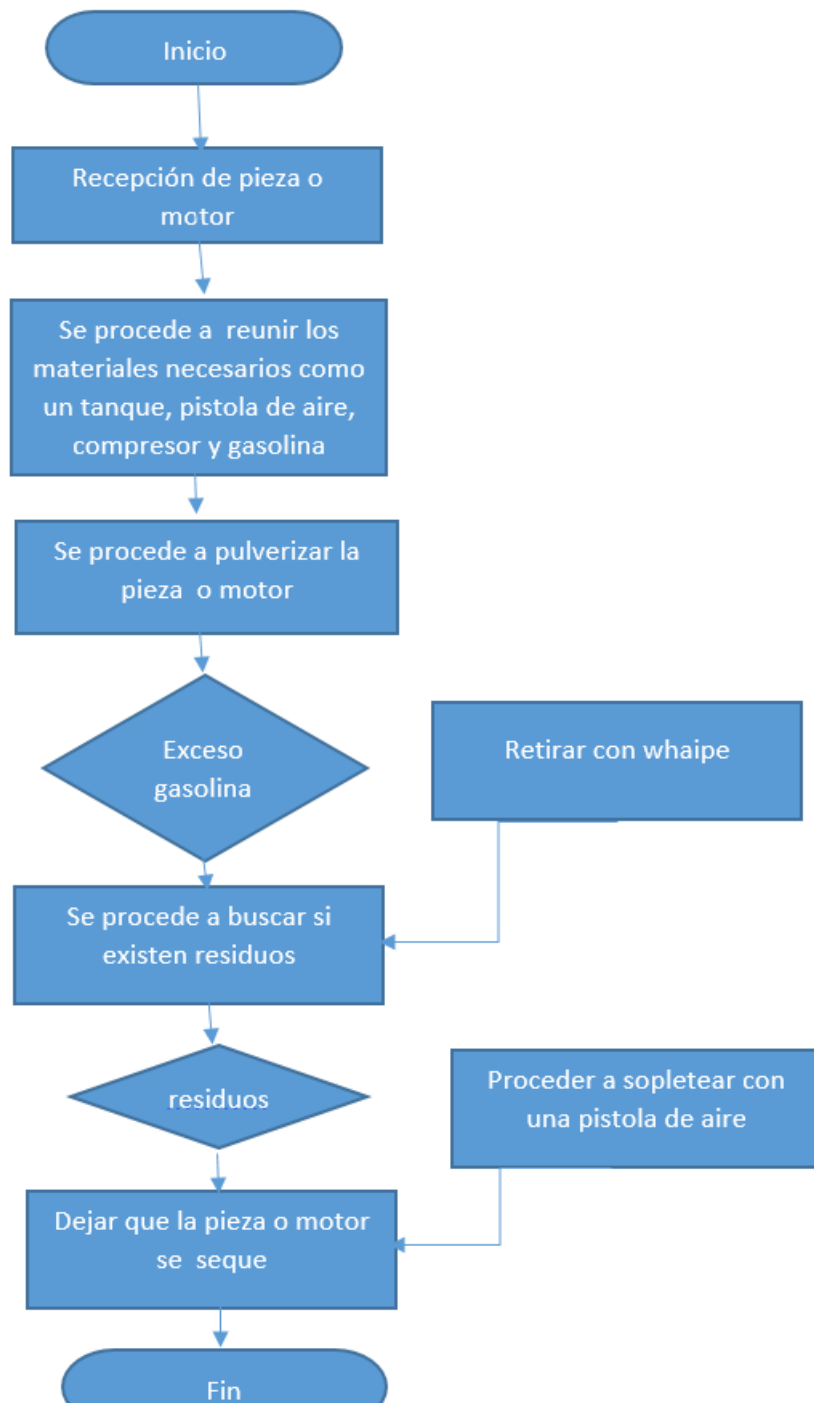 Inicio
Recepción de pieza o
motor
Se procede a reunir los
materiales necesarios como
un tanque, pistola de aire,
compresor y gasolina
Se procede a pulverizar la
pieza o motor
Exceso
gasolina
Retirar con whaipe
Se procede a buscar si
existen residuos
residuos
Proceder a sopletear con
una pistola de aire
Dejar que la pieza o motor
se seque
Fin